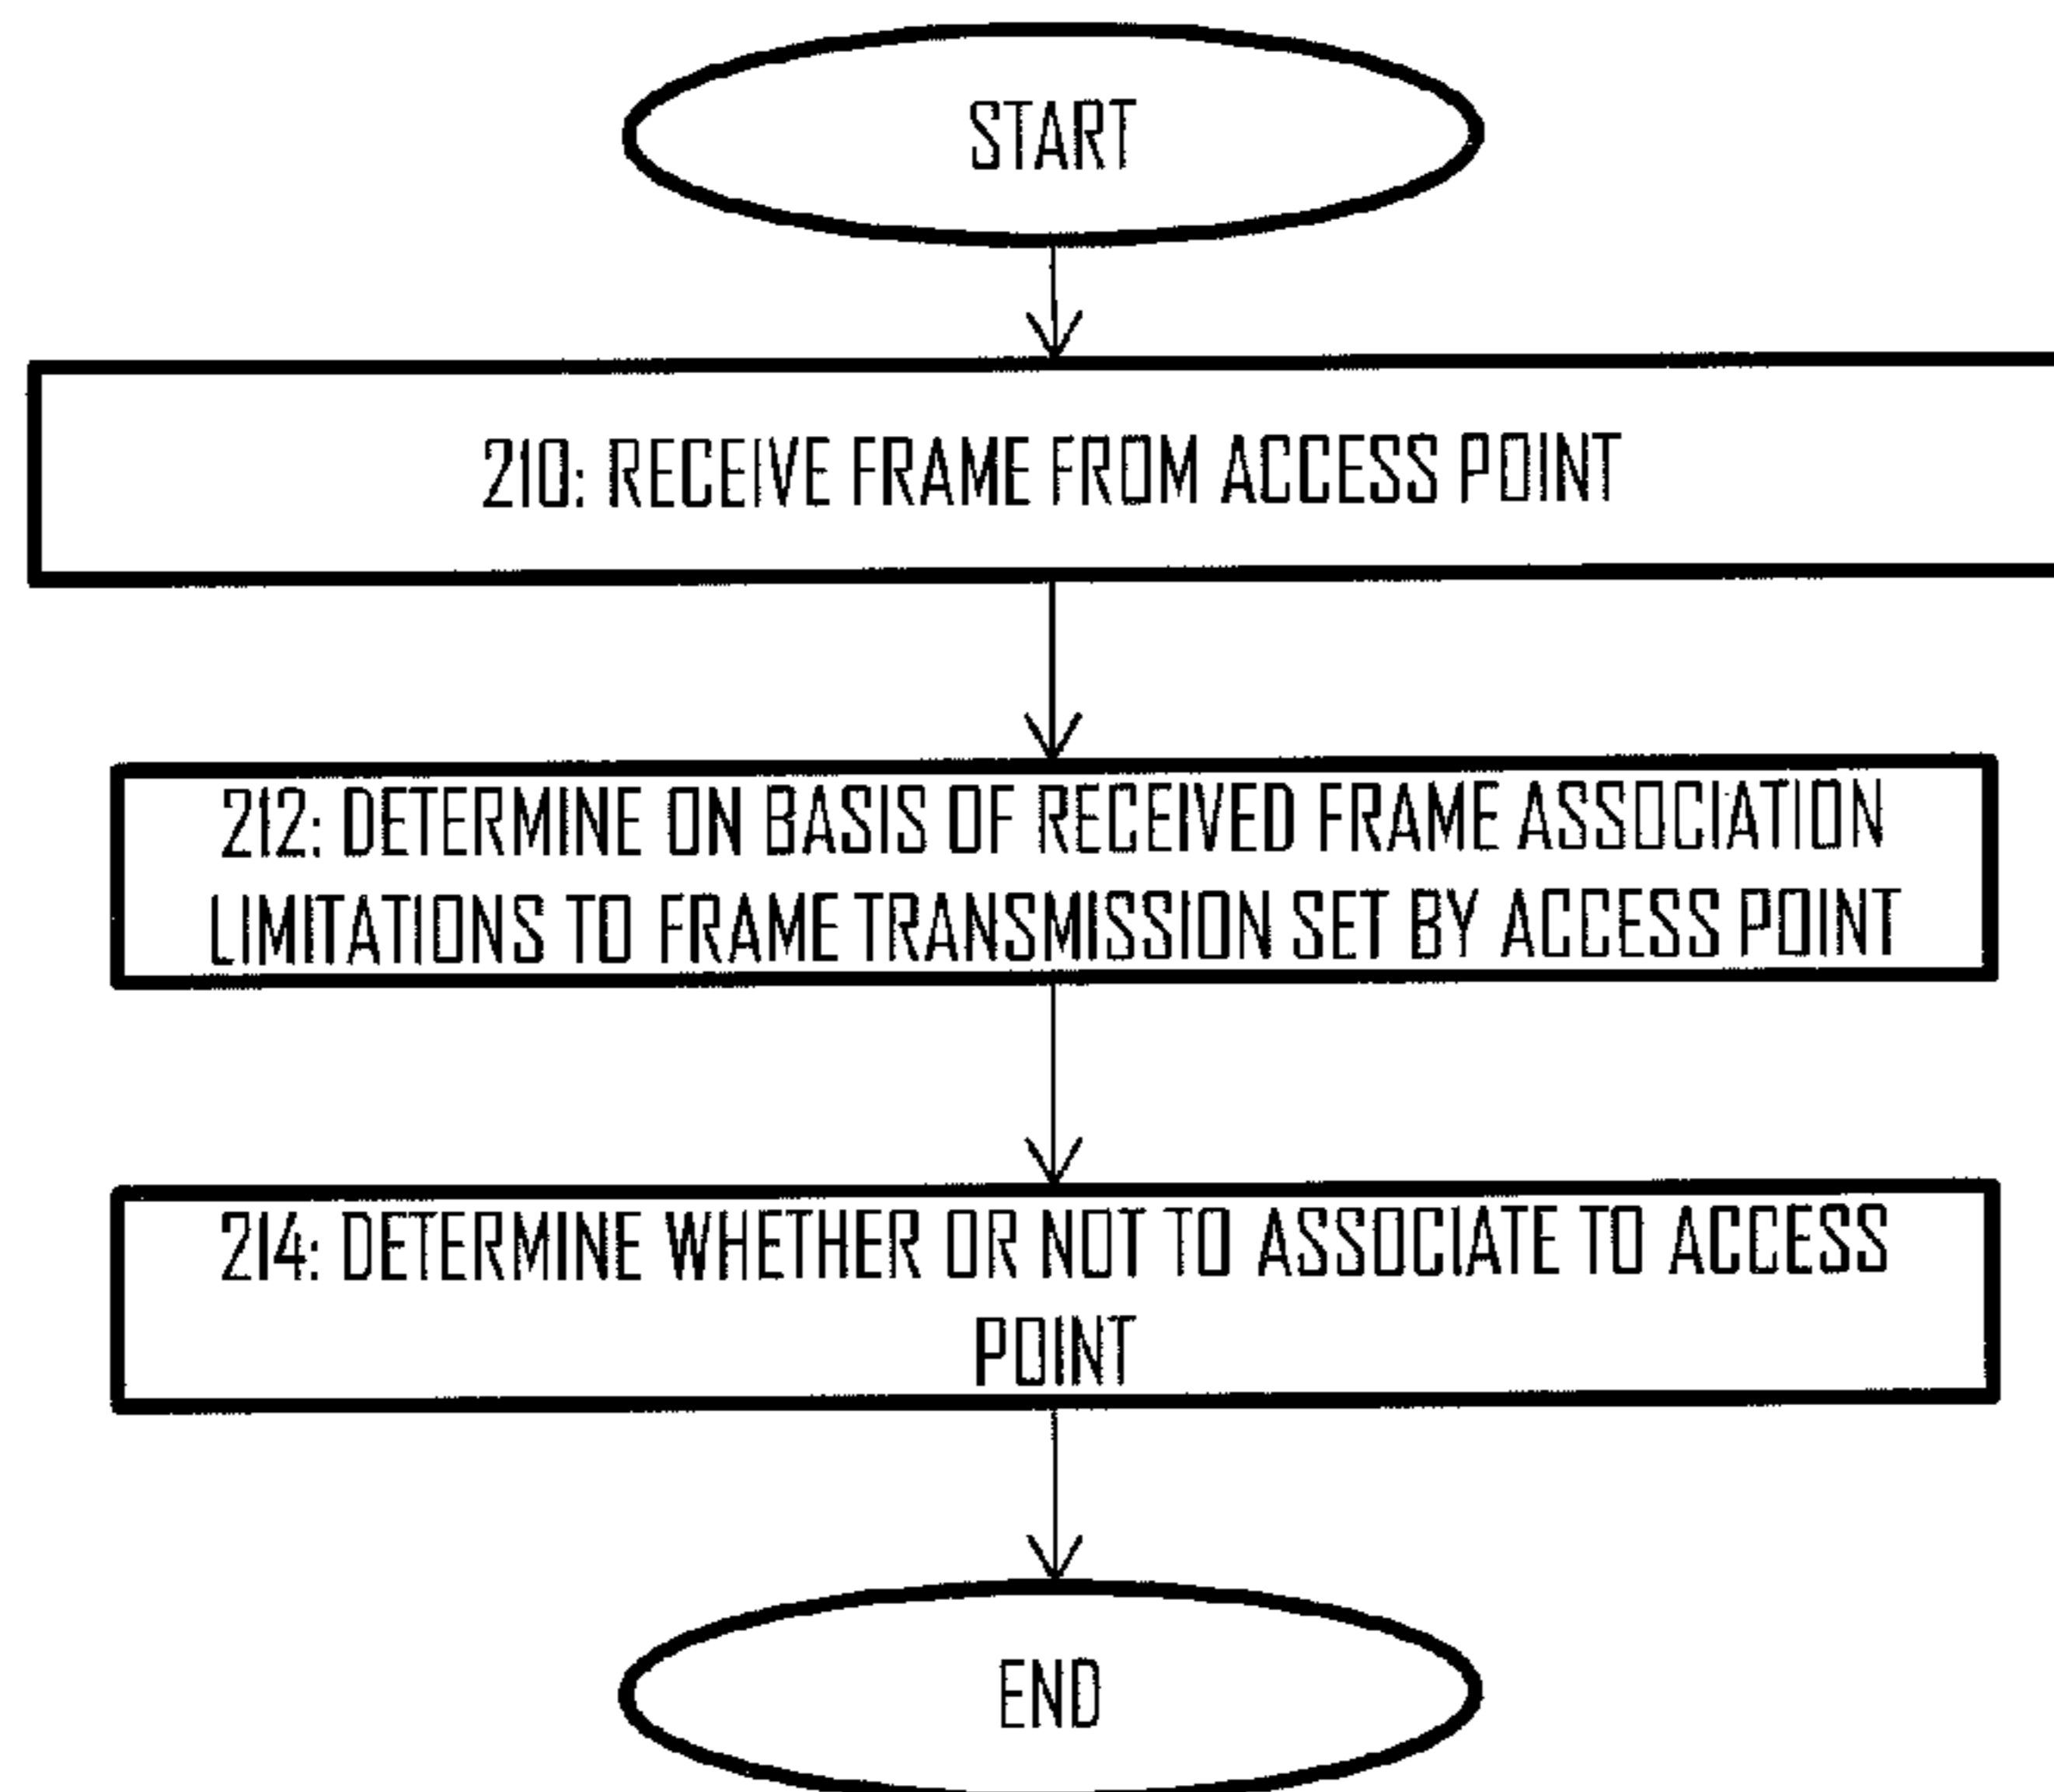 START
210: RECEIVE FRAME FROM ACCESS POINT
212: DETERMINE ON BASIS OF RECEIVED FRAME ASSOCIATION
LIMITATIONS TO FRAME TRANSMISSION SET BY ACCESS POINT
214: DETERMINE WHETHER OR NOT TO ASSOCIATE TO ACCESS
POINT
END